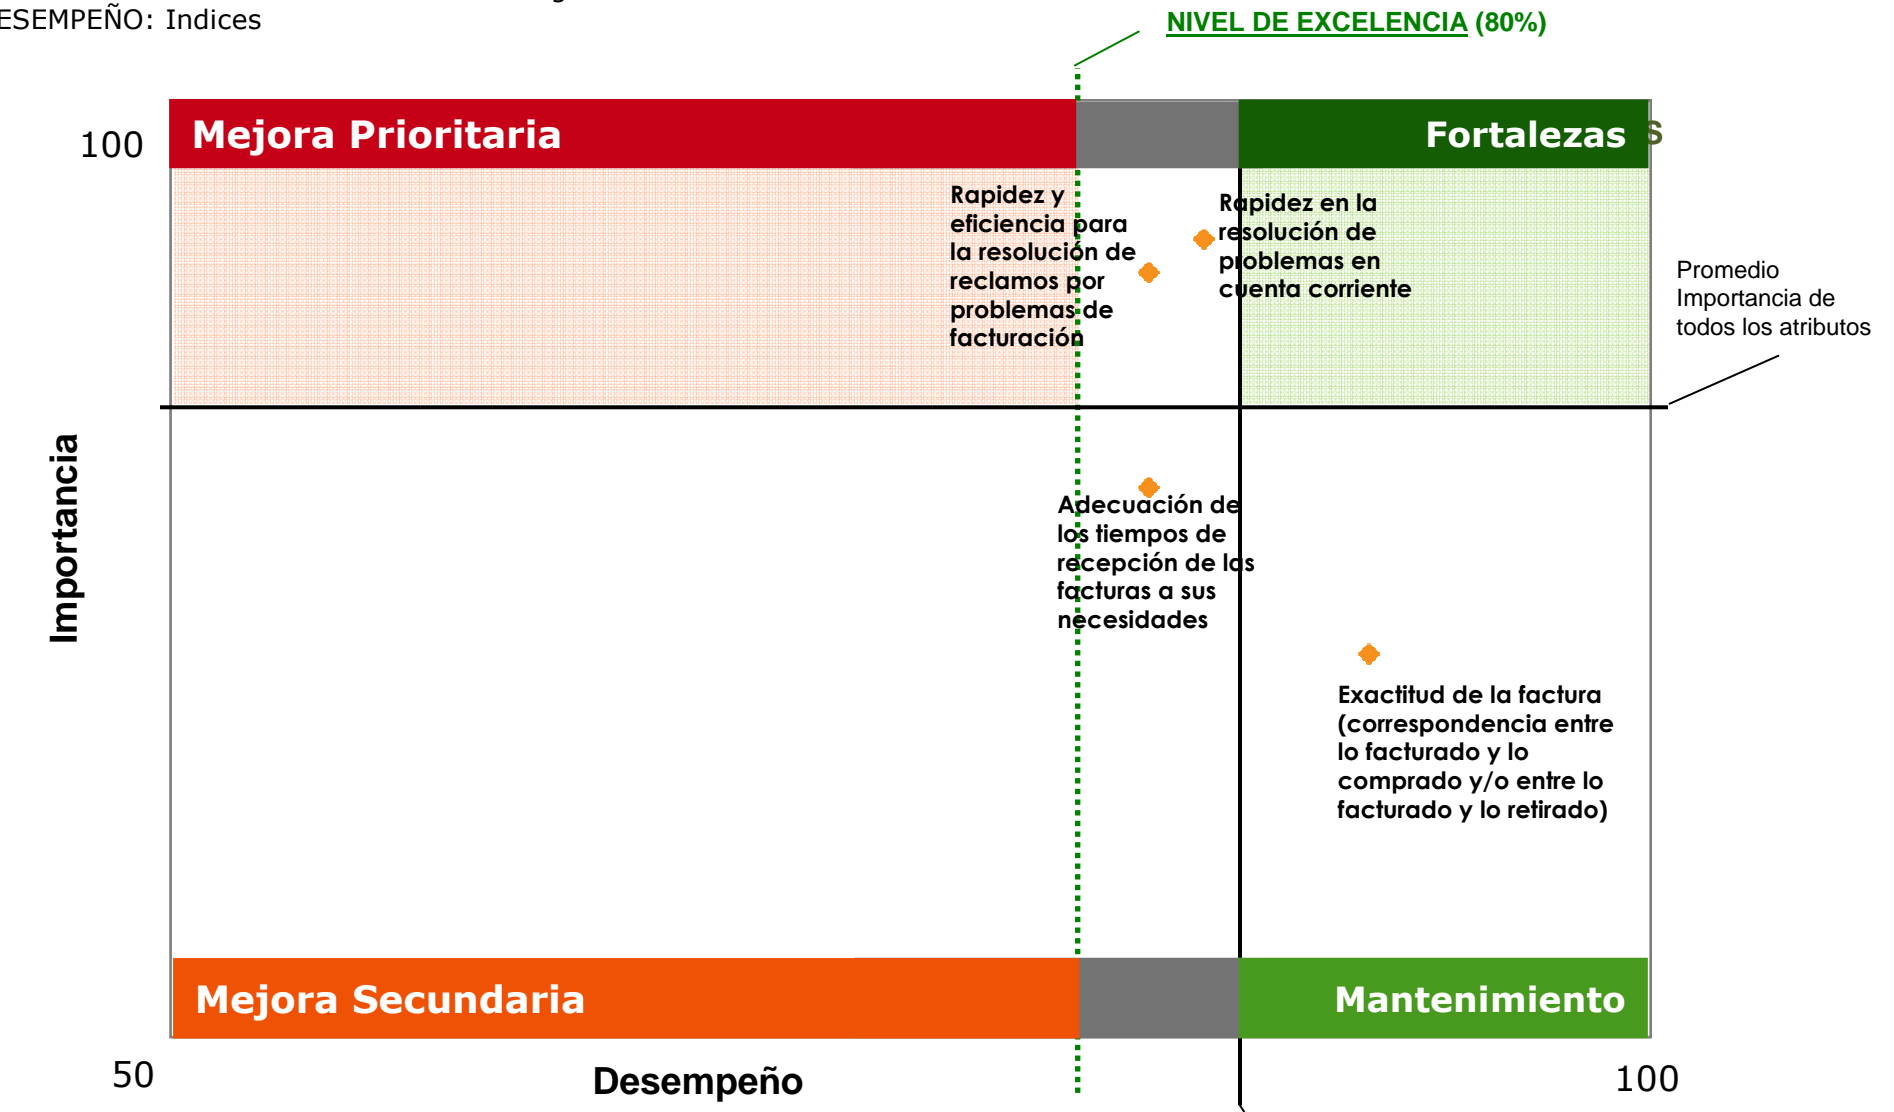 ESEMPEÑO: Indices
NIVEL DE EXCELENCIA (80%)
100
Mejora Prioritaria
Fortalezas
S
Rapidez y
eficiencia para
la resolución de
reclamos por
problemas de
facturación
Rapidez en la
resolución de
problemas en
cuenta corriente
Promedio
Importancia de
todos los atributos
Importancia
Adecuación de
los tiempos de
recepción de las
facturas a sus
necesidades
Exactitud de la factura
(correspondencia entre
lo facturado y lo
comprado y/o entre lo
facturado y lo retirado)
Mejora Secundaria
Mantenimiento
50
Desempeño
100